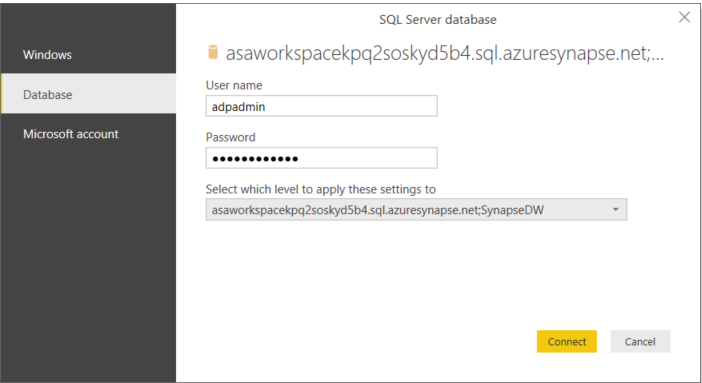 SQL Server database
Windows
Database
Microsoft account
asaworkspacekpq2soskyd5b4.sql.azuresynapse.net;...
User name
adpadmin
Password
●●●●●●●●●●●●
Select which level to apply these settings to
asaworkspacekpq2soskyd5b4.sql.azuresynapse.net;SynapseDW
Connect
Cancel